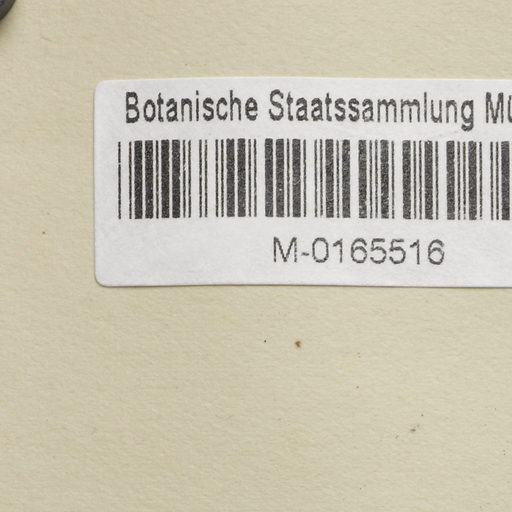 Botanische Staatssammlung Mü
M-0165516